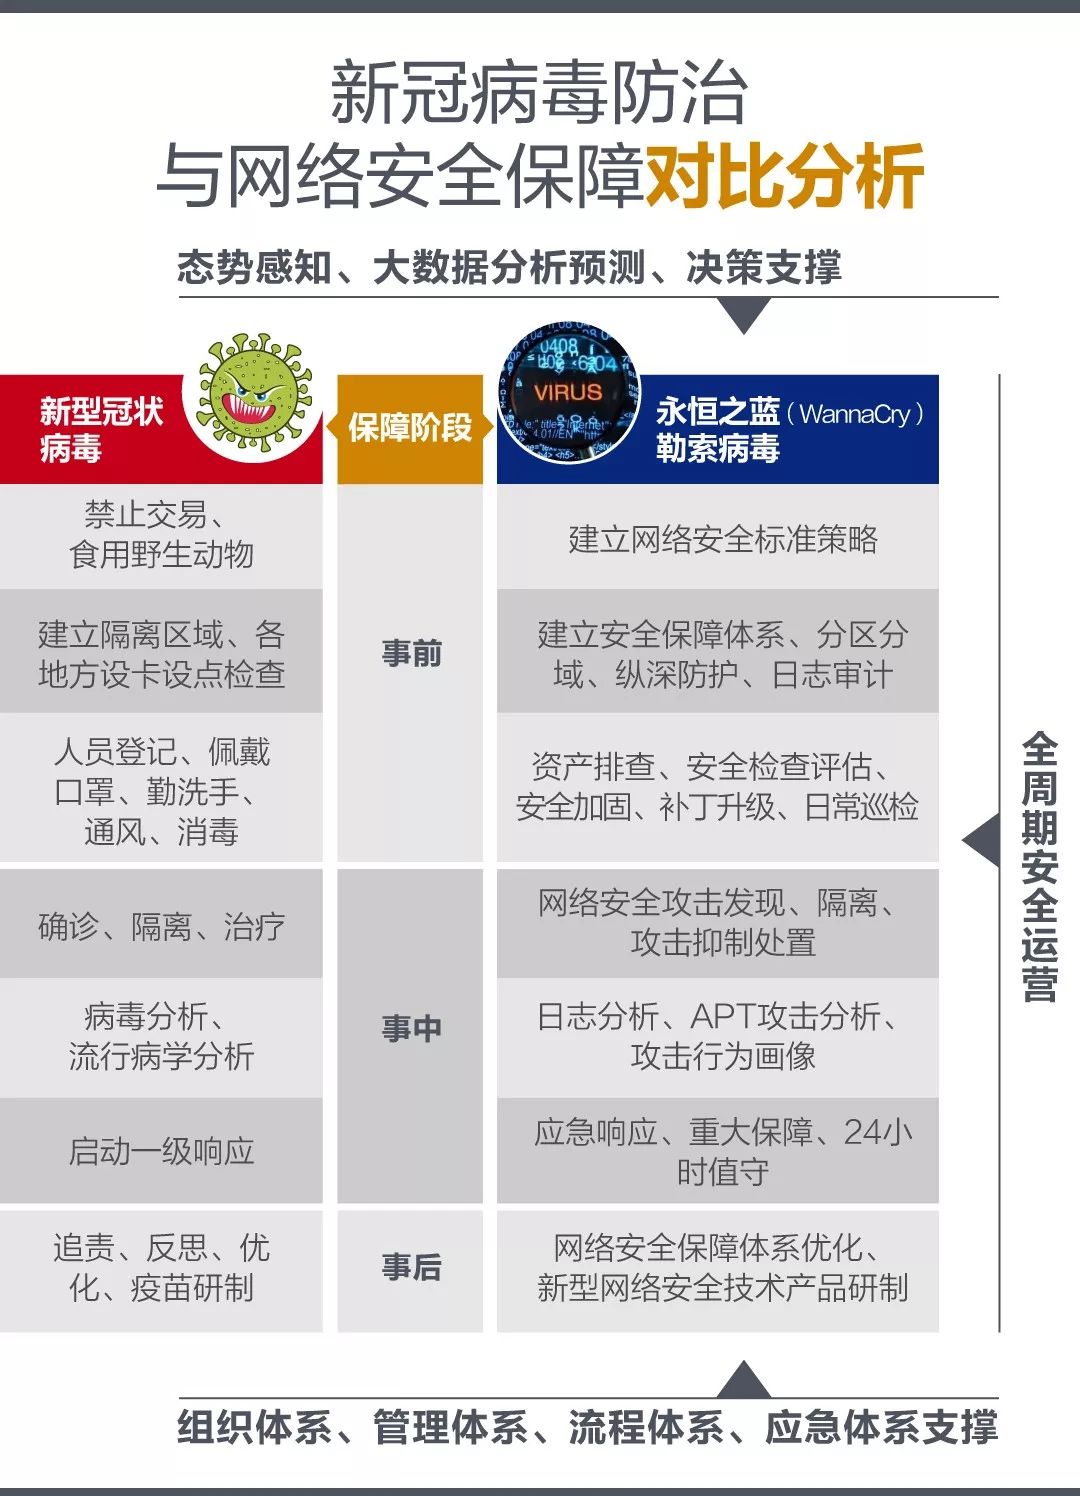 新冠病毒防治
与网络安全保障对比分析
态势感知、大数据分析预测、决策支撑
新型冠状
病毒
保障阶段
0408
6304
VIRUS
永恒之蓝（WannaCry）
勒索病毒
禁止交易、
食用野生动物
建立网络安全标准策略
建立隔离区域、各
地方设卡设点检查
事前
建立安全保障体系、分区分
域、纵深防护、日志审计
人员登记、佩戴
口罩、勤洗手、
通风、消毒
资产排查、安全检查评估、
安全加固、补丁升级、日常巡检
确诊、隔离、治疗
网络安全攻击发现、隔离、
攻击抑制处置
病毒分析、
流行病学分析
事中
日志分析、APT攻击分析、
攻击行为画像
启动一级响应
应急响应、重大保障、24小
时值守
追责、反思、优
化、疫苗研制
事后
网络安全保障体系优化、
新型网络安全技术产品研制
全周期安全运营
组织体系、管理体系、流程体系、应急体系支撑